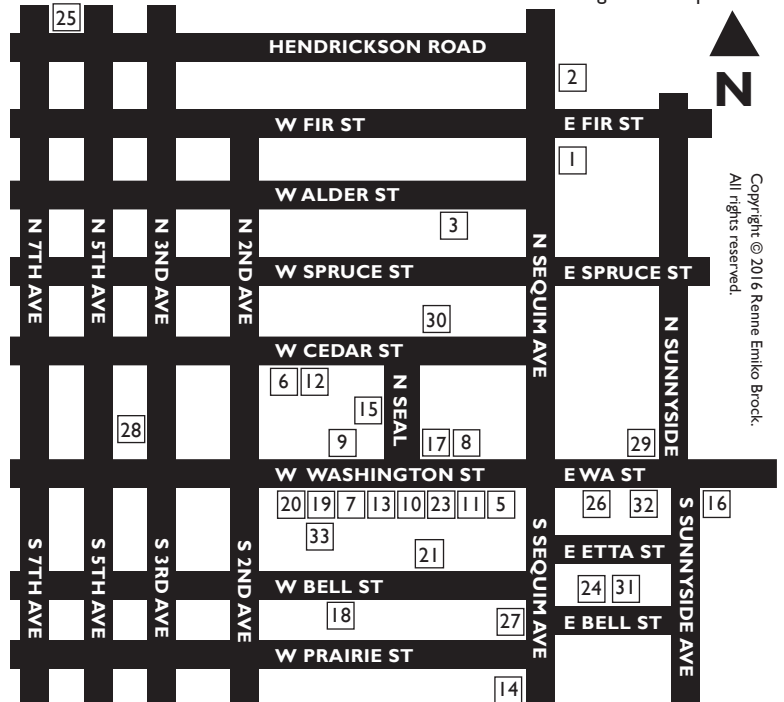 25
HENDRICKSON ROAD
2
N
W FIR ST
E FIR ST
1
Copyright © 2016 Renne Emiko Brock.
All rights reserved.
W ALDER ST
3
N 7TH AVE
N 5TH AVE
N 3ND AVE
N 2ND AVE
N SEQUIM AVE
W SPRUCE ST
E SPRUCE ST
30
N SUNNYSIDE
W CEDAR ST
6
12
N SEAL
15
28
9
17
8
29
W WASHINGTON ST
E WA ST
20
19
7
13
10
23
11
5
26
32
16
33
21
S 7TH AVE
S 5TH AVE
S 3RD AVE
S 2ND AVE
S SEQUIM AVE
S SUNNYSIDE AVE
E ETTA ST
W BELL ST
24
31
18
27
E BELL ST
W PRAIRIE ST
14